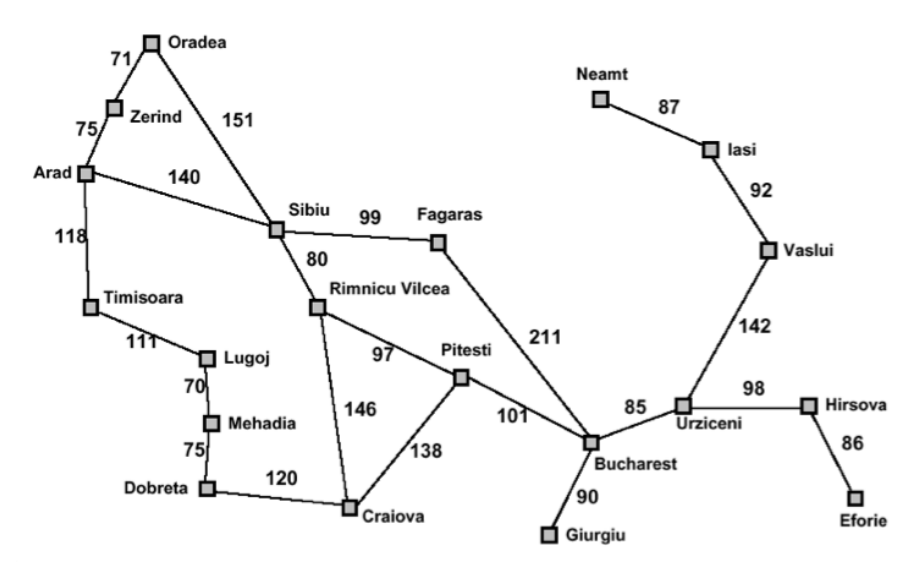 Oradea
71
Neamt
87
Zerind
151
75
Iasi
Arad
140
92
Sibiu
99
Fagaras
118
Vaslui
80
Rimnicu Vilcea
Timisoara
142
211
111
Lugoj
97
Pitesti
70
98
Hirsova
146
101
85
Urziceni
Mehadia
86
75
138
Bucharest
Dobreta
120
90
Craiova
Eforie
Giurgiu